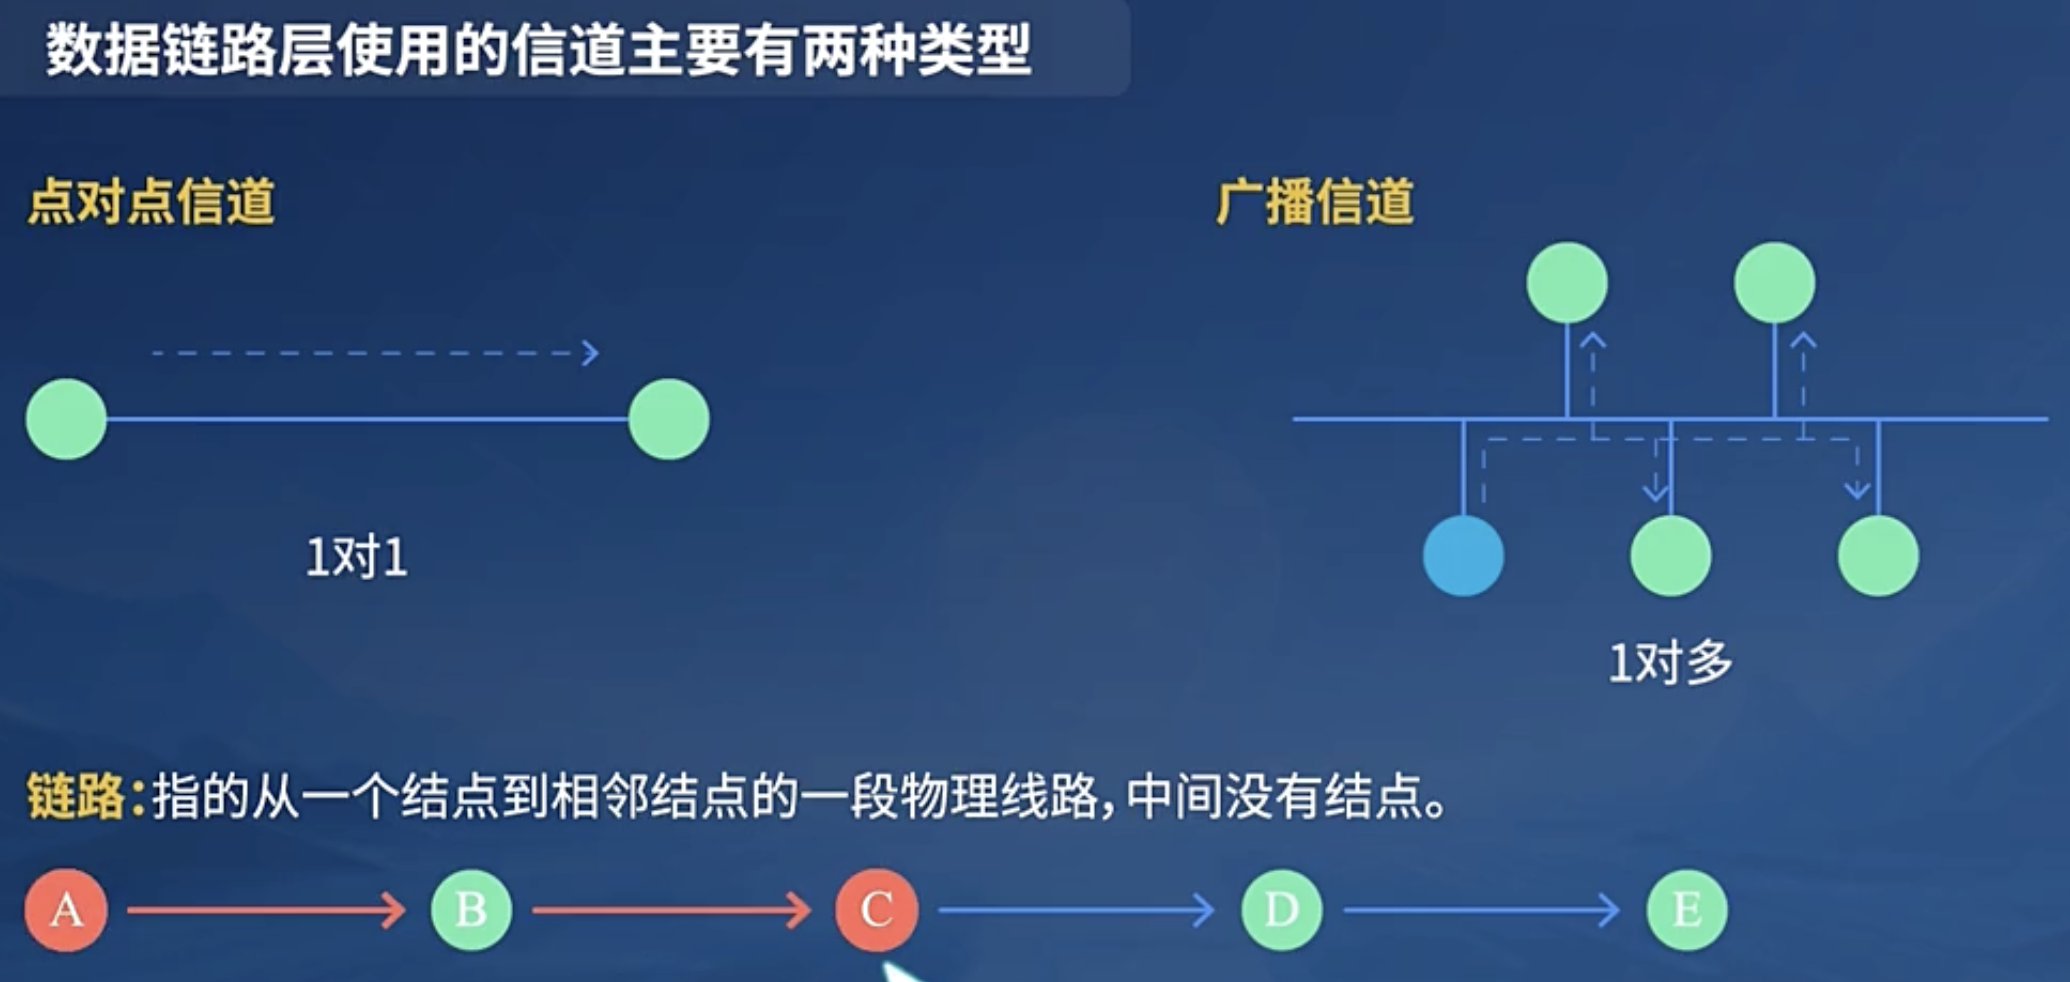 数据链路层使用的信道主要有两种类型
点对点信道
广播信道
1对1
1对多
链路:指的从一个结点到相邻结点的一段物理线路,中间没有结点。
A B C D E